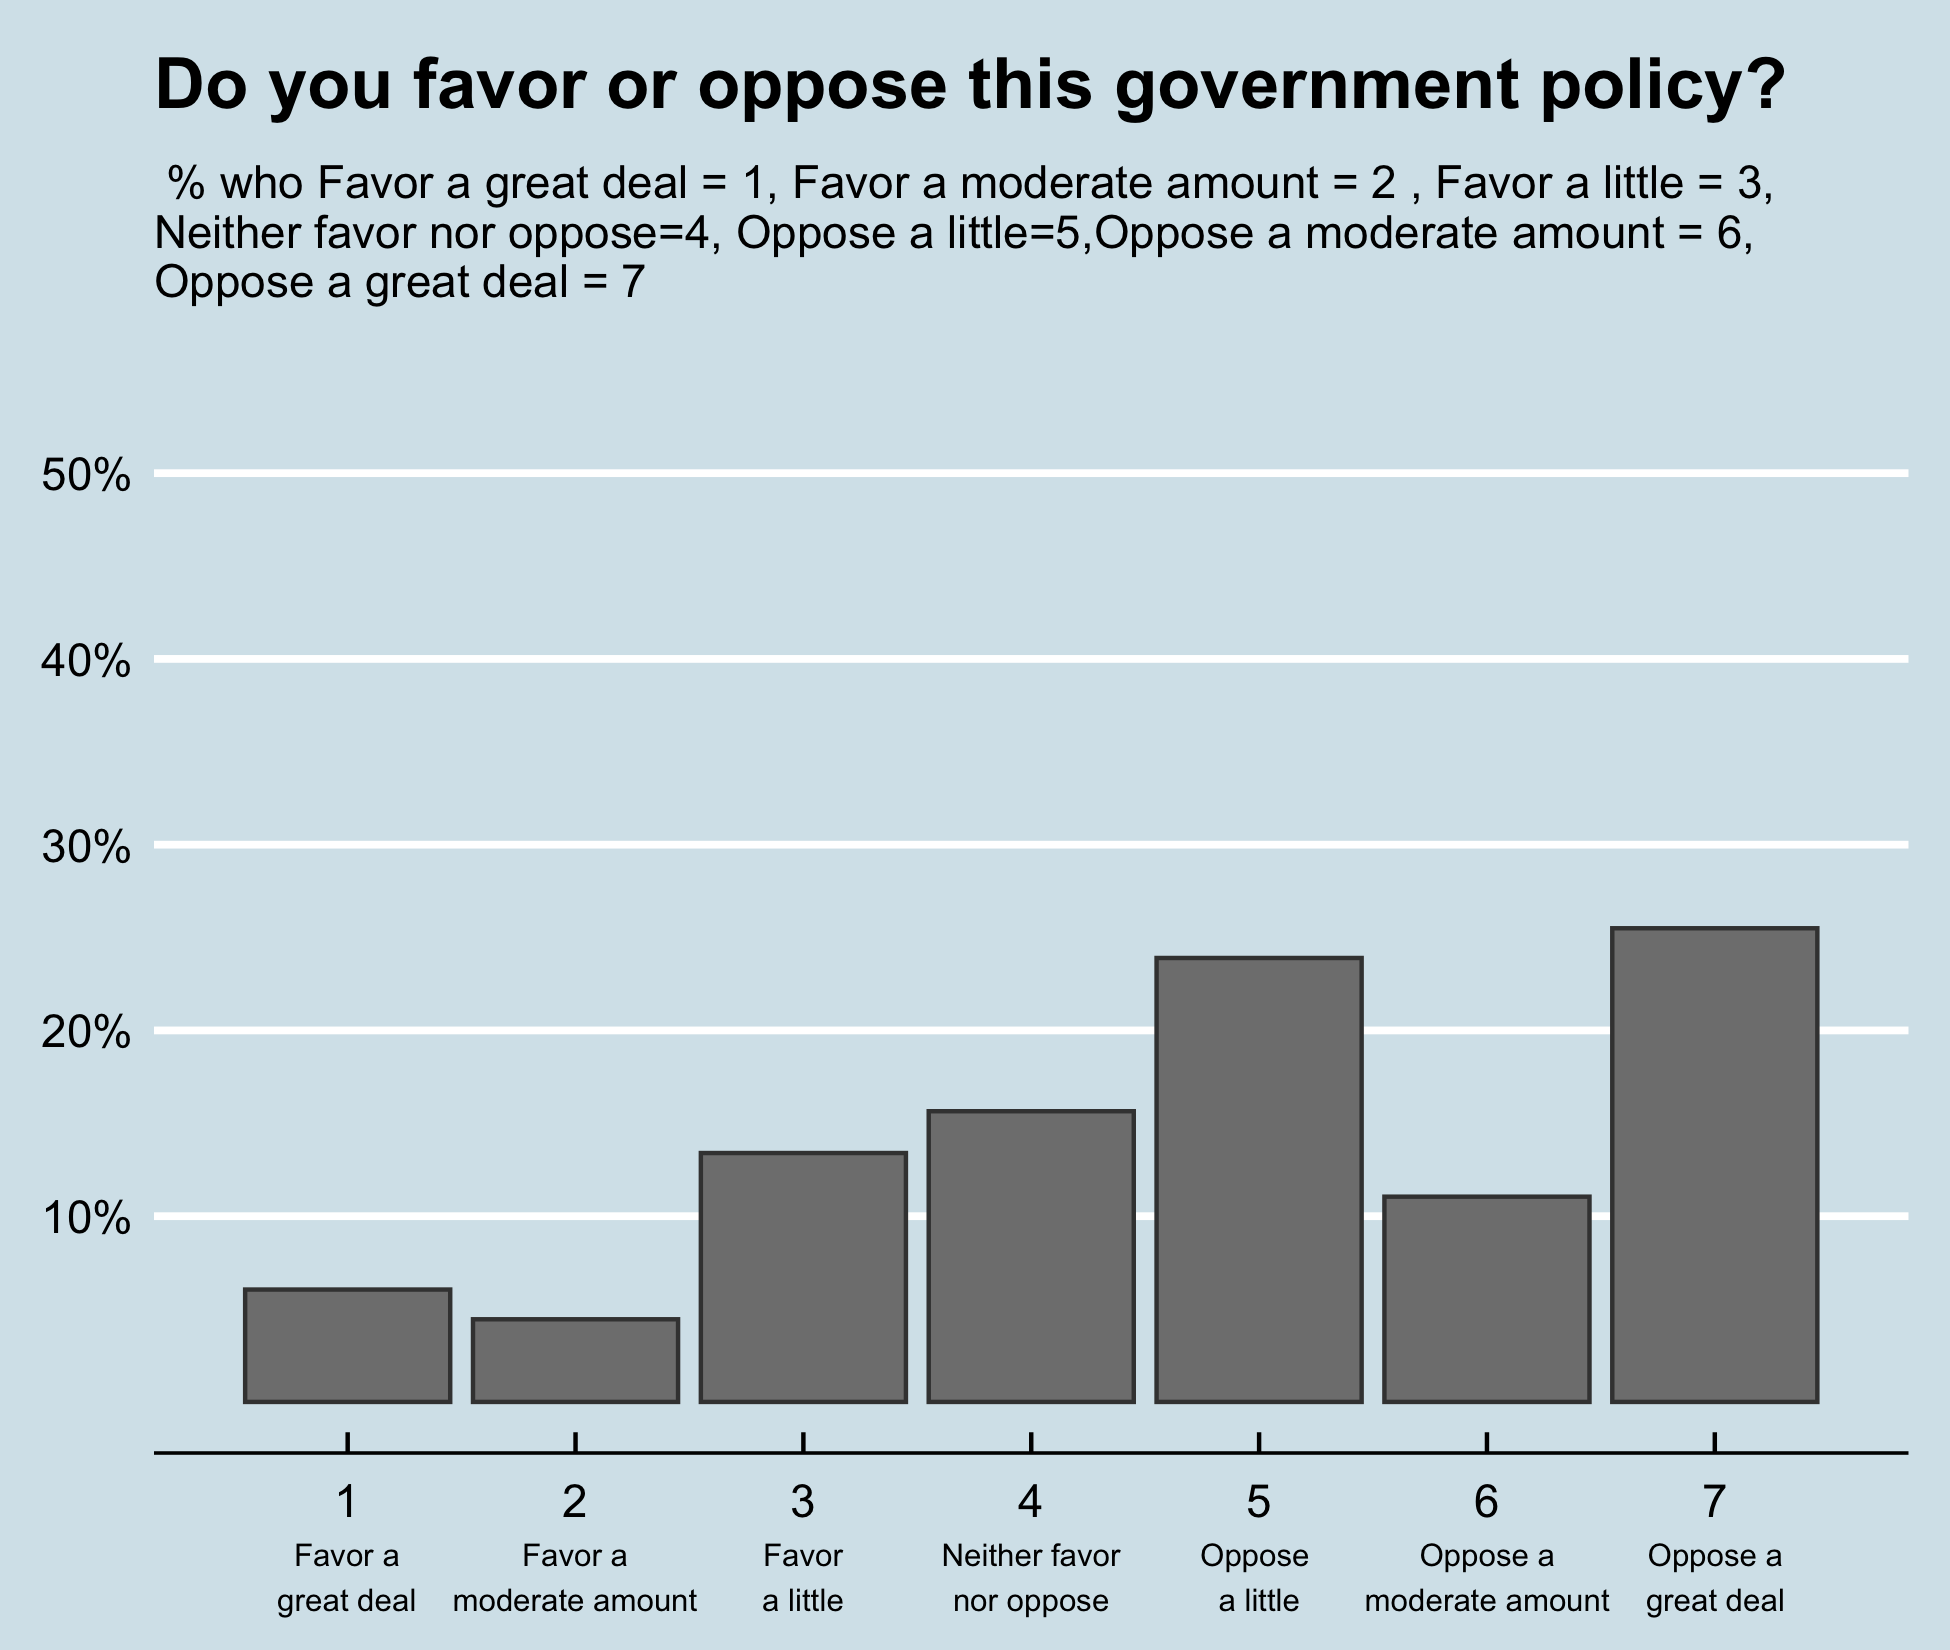 Do you favor or oppose this government policy?
% who Favor a great deal = 1, Favor a moderate amount = 2 , Favor a little = 3,
Neither favor nor oppose=4, Oppose a little=5,Oppose a moderate amount = 6,
Oppose a great deal = 7
50%
40%
30%
20%
10%
1 2 3 4 5 6 7
Favor a Favor a Favor Neither favor Oppose Oppose a Oppose a
great deal moderate amount a little nor oppose a little moderate amount great deal